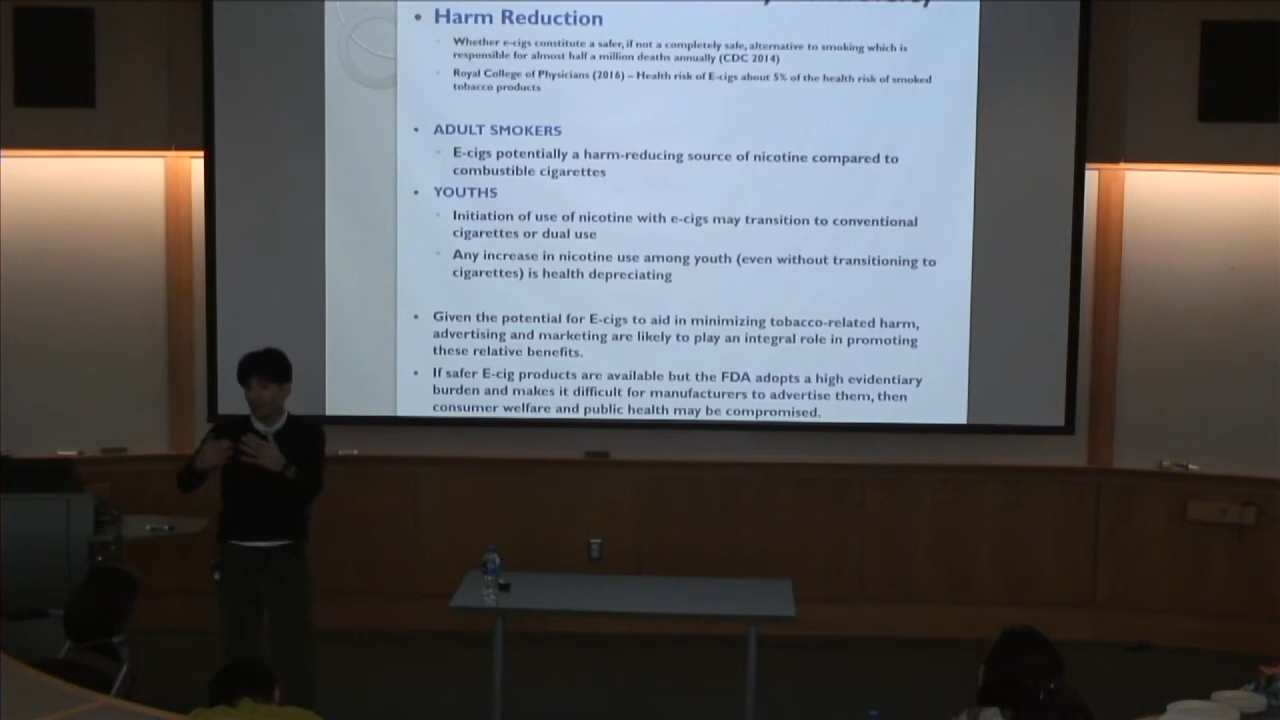 • Harm Reduction
Whether e-cigs constitute a safer, if not a completely safe, alternative to smoking which is
responsible for almost half a million deaths annually (CDC 2014)
Royal College of Physicians (2016) – Health risk of E-cigs about 5% of the health risk of smoked
tobacco products
• ADULT SMOKERS
E-cigs potentially a harm-reducing source of nicotine compared to
combustible cigarettes
• YOUTHS
Initiation of use of nicotine with e-cigs may transition to conventional
cigarettes or dual use
Any increase in nicotine use among youth (even without transitioning to
cigarettes) is health depreciating
• Given the potential for E-cigs to aid in minimizing tobacco-related harm,
advertising and marketing are likely to play an integral role in promoting
these relative benefits.
• If safer E-cig products are available but the FDA adopts a high evidentiary
burden and makes it difficult for manufacturers to advertise them, then
consumer welfare and public health may be compromised.